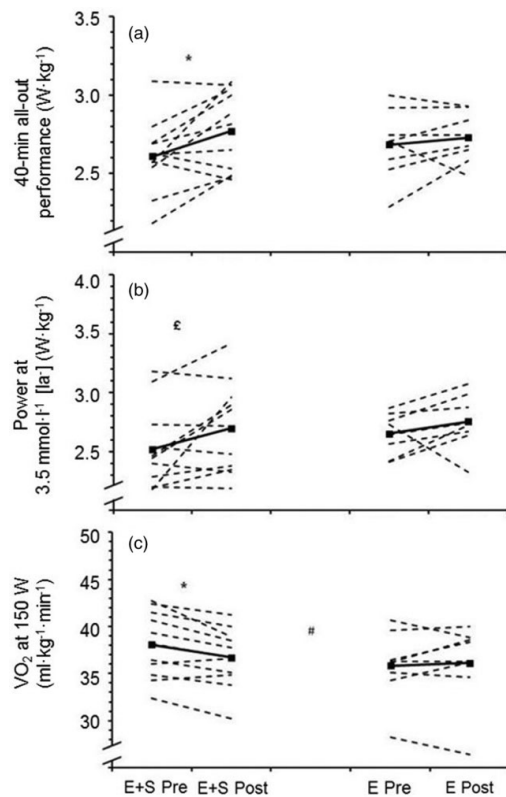 3.5
(a)
*
3.0
2.5
40-min all-out
performance (W·kg⁻¹)
4.0
(b)
3.5
£
3.0
2.5
Power at
3.5 mmol·l⁻¹ [la⁻] (W·kg⁻¹)
50
(c)
45
*
40
#
35
30
VO₂ at 150 W
(ml·kg⁻¹·min⁻¹)
E+S Pre E+S Post E Pre E Post